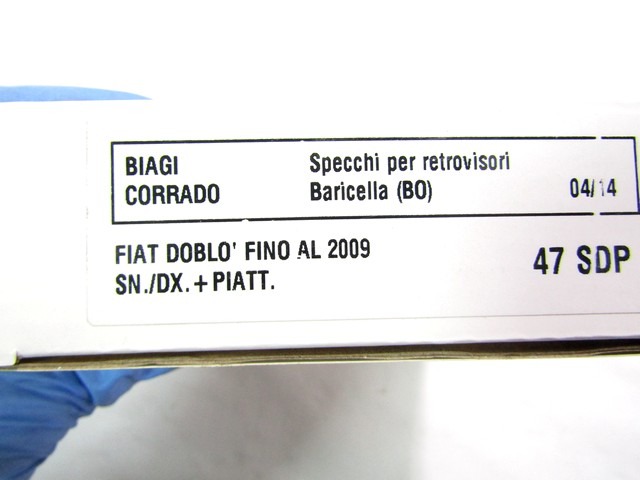 BIAGI Specchi per retrovisori
CORRADO Baricella (BO) 04/14
FIAT DOBLO' FINO AL 2009
SN./DX.+PIATT. 47 SDP